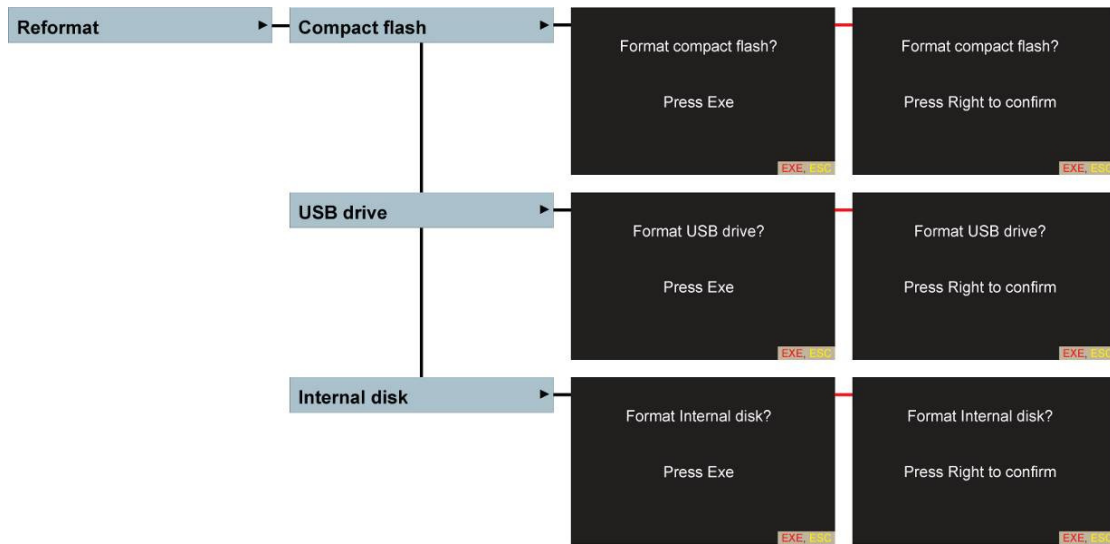 Reformat
Compact flash
Format compact flash?
Press Exe
EXE, ESC
Format compact flash?
Press Right to confirm
EXE, ESC
USB drive
Format USB drive?
Press Exe
EXE, ESC
Format USB drive?
Press Right to confirm
EXE, ESC
Internal disk
Format Internal disk?
Press Exe
EXE, ESC
Format Internal disk?
Press Right to confirm
EXE, ESC